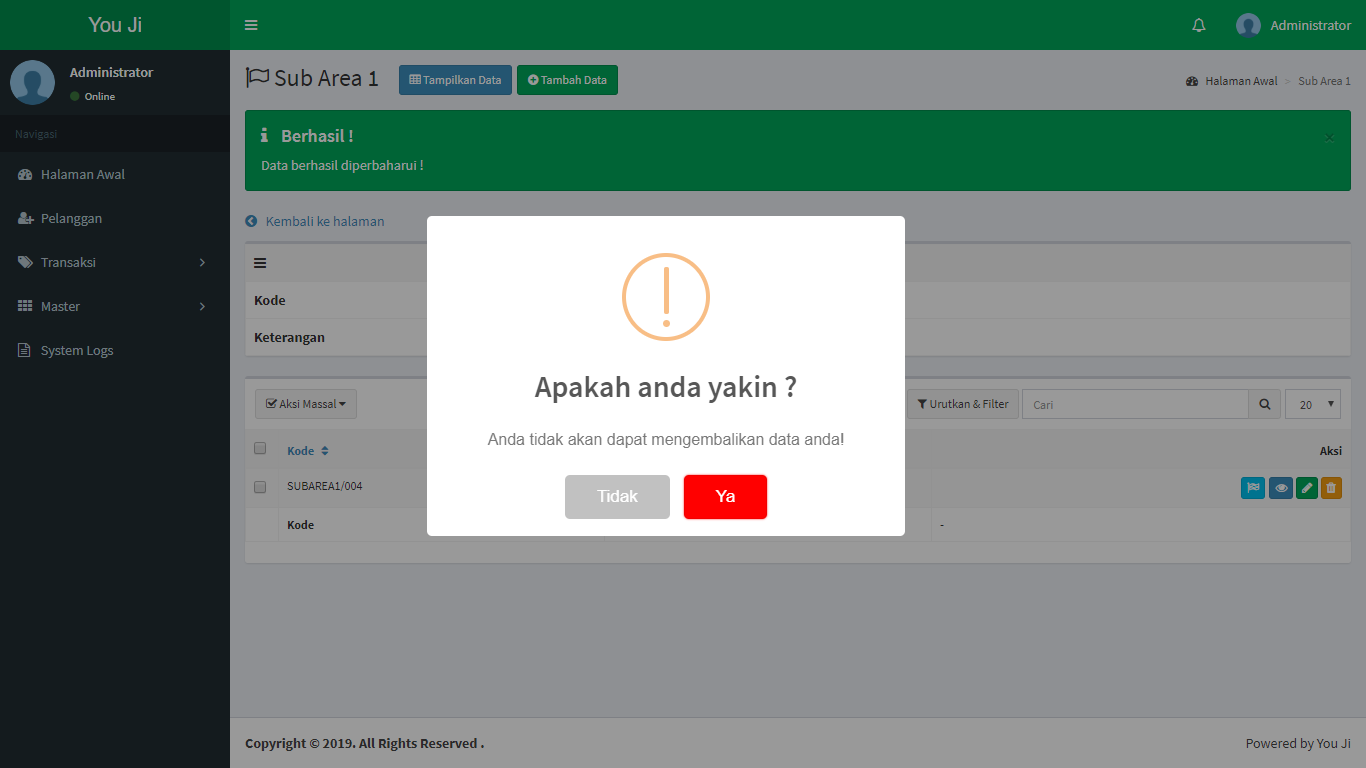 You Ji
Administrator
Administrator
Online
Navigasi
Halaman Awal
Pelanggan
Transaksi
Master
System Logs
Sub Area 1
Tampilkan Data
Tambah Data
Halaman Awal > Sub Area 1
Berhasil !
×
Data berhasil diperbaharui !
Kembali ke halaman
Kode
Keterangan
Apakah anda yakin ?
Anda tidak akan dapat mengembalikan data anda!
Tidak
Ya
Aksi Massal
Urutkan & Filter
Cari
20
Kode
Aksi
SUBAREA1/004
Kode
-
Copyright © 2019. All Rights Reserved .
Powered by You Ji